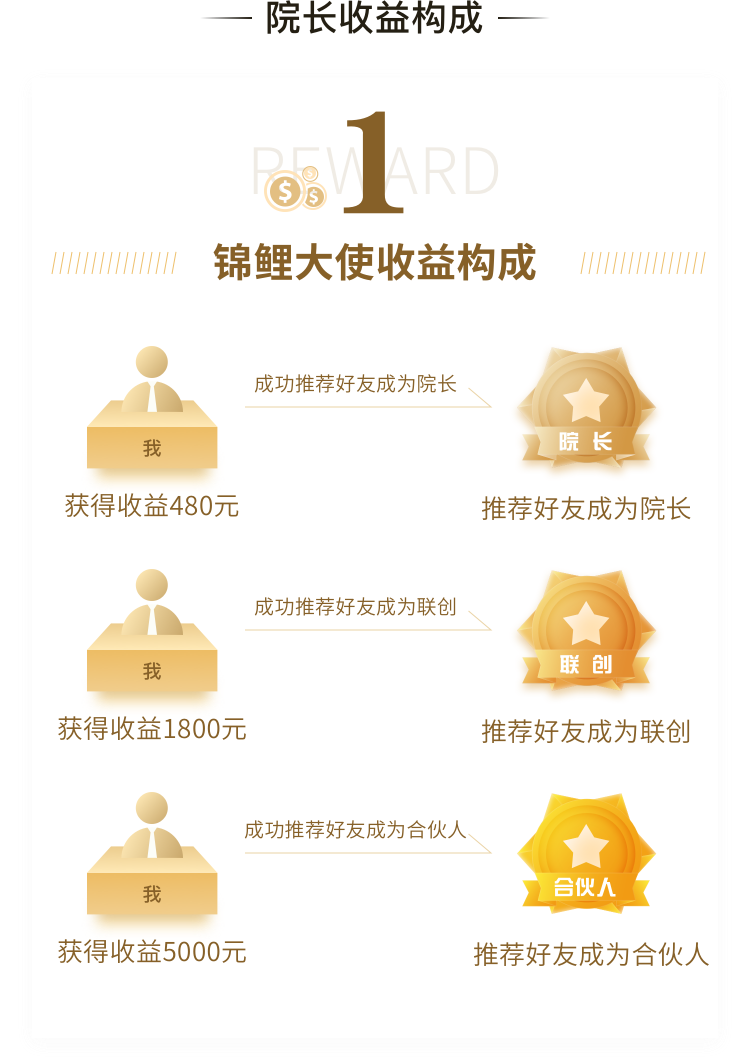 院长收益构成
REWARD
1
锦鲤大使收益构成
成功推荐好友成为院长
我
院 长
获得收益480元
推荐好友成为院长
成功推荐好友成为联创
我
联 创
获得收益1800元
推荐好友成为联创
成功推荐好友成为合伙人
我
合伙人
获得收益5000元
推荐好友成为合伙人